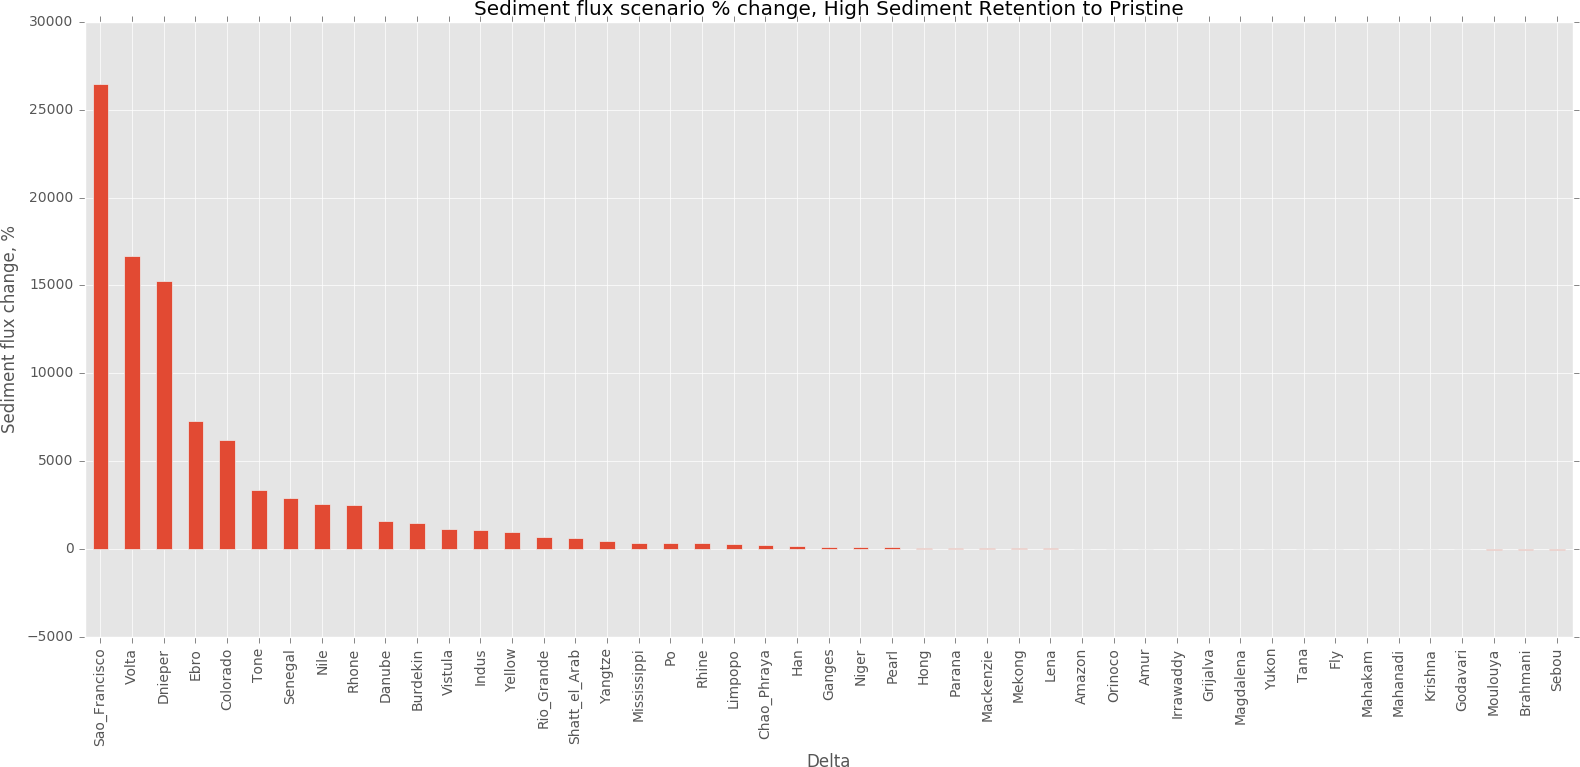 Sediment flux scenario % change, High Sediment Retention to Pristine
30000
25000
20000
15000
10000
5000
0
−5000
Sediment flux change, %
Sao_Francisco
Volta
Dnieper
Ebro
Colorado
Tone
Senegal
Nile
Rhone
Danube
Burdekin
Vistula
Indus
Yellow
Rio_Grande
Shatt_el_Arab
Yangtze
Mississippi
Po
Rhine
Limpopo
Chao_Phraya
Han
Ganges
Niger
Pearl
Hong
Parana
Mackenzie
Mekong
Lena
Amazon
Orinoco
Amur
Irrawaddy
Grijalva
Magdalena
Yukon
Tana
Fly
Mahakam
Mahanadi
Krishna
Godavari
Moulouya
Brahmani
Sebou
Delta